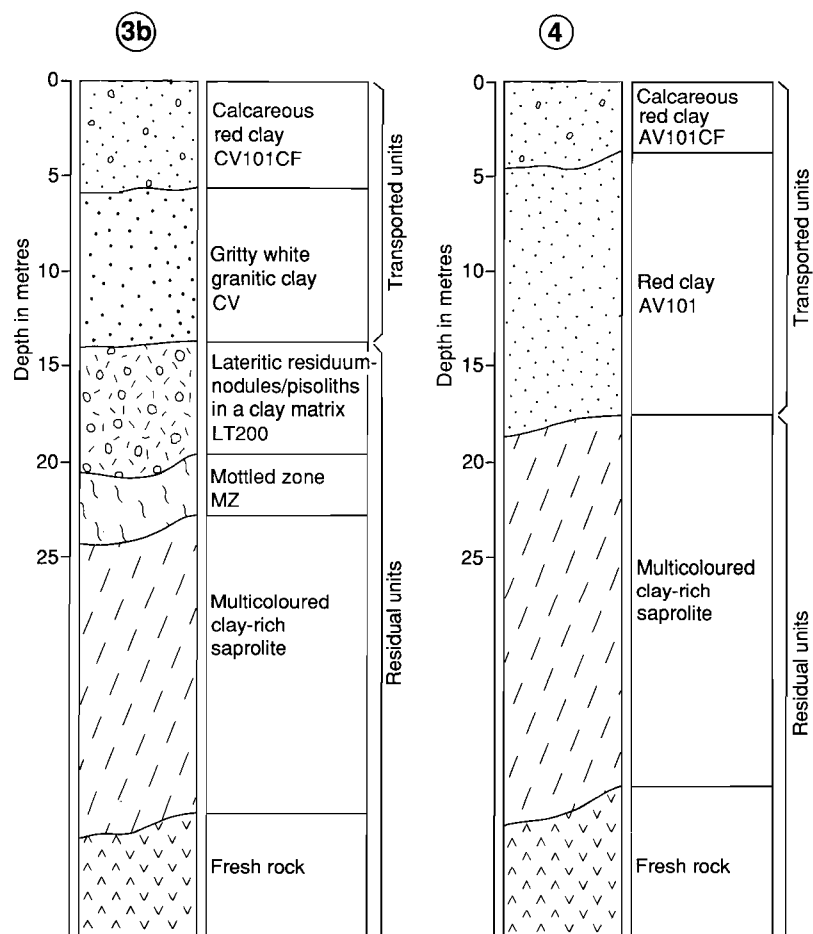 3b
0
5
10
15
20
25
Depth in metres
Calcareous
red clay
CV101CF
Gritty white
granitic clay
CV
Lateritic residuum-
nodules/pisoliths
in a clay matrix
LT200
Mottled zone
MZ
Multicoloured
clay-rich
saprolite
Fresh rock
Transported units
Residual units
4
0
5
10
15
20
25
Depth in metres
Calcareous
red clay
AV101CF
Red clay
AV101
Multicoloured
clay-rich
saprolite
Fresh rock
Transported units
Residual units